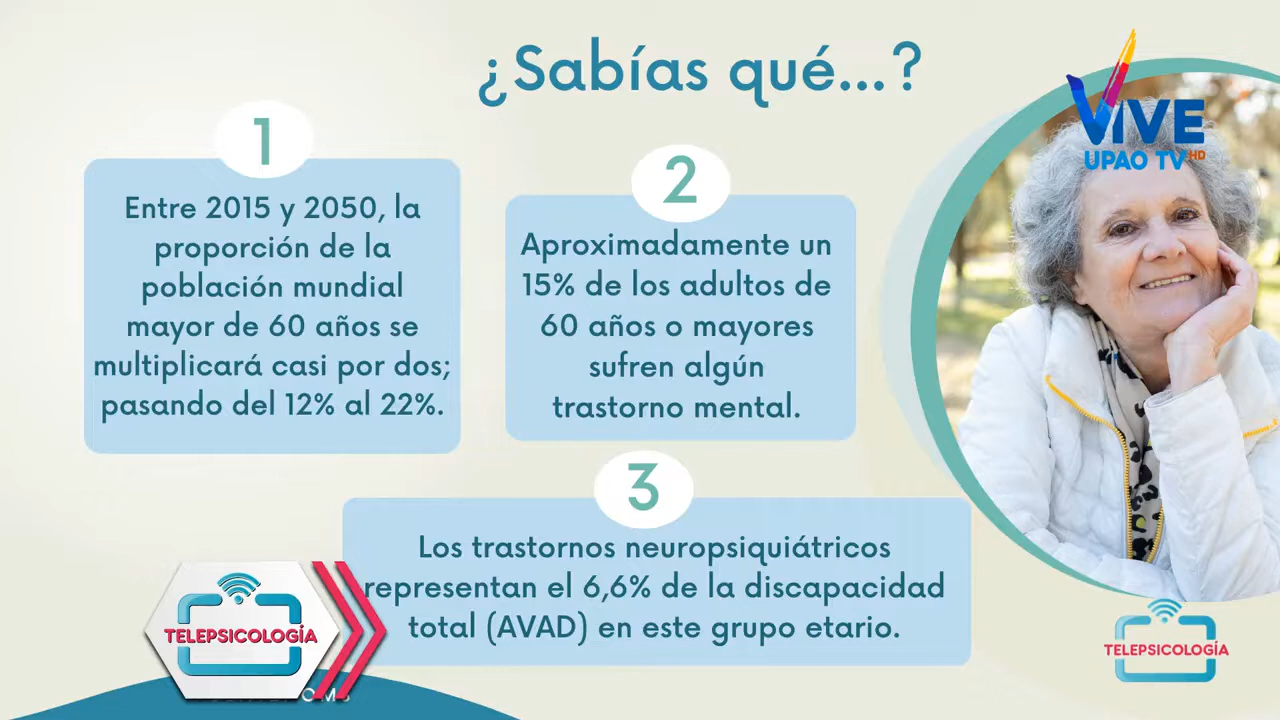 ¿Sabías qué...?
VIVE
UPAO TV HD
1
Entre 2015 y 2050, la
proporción de la
población mundial
mayor de 60 años se
multiplicará casi por dos;
pasando del 12% al 22%.
2
Aproximadamente un
15% de los adultos de
60 años o mayores
sufren algún
trastorno mental.
3
Los trastornos neuropsiquiátricos
representan el 6,6% de la discapacidad
total (AVAD) en este grupo etario.
TELEPSICOLOGÍA
TELEPSICOLOGÍA